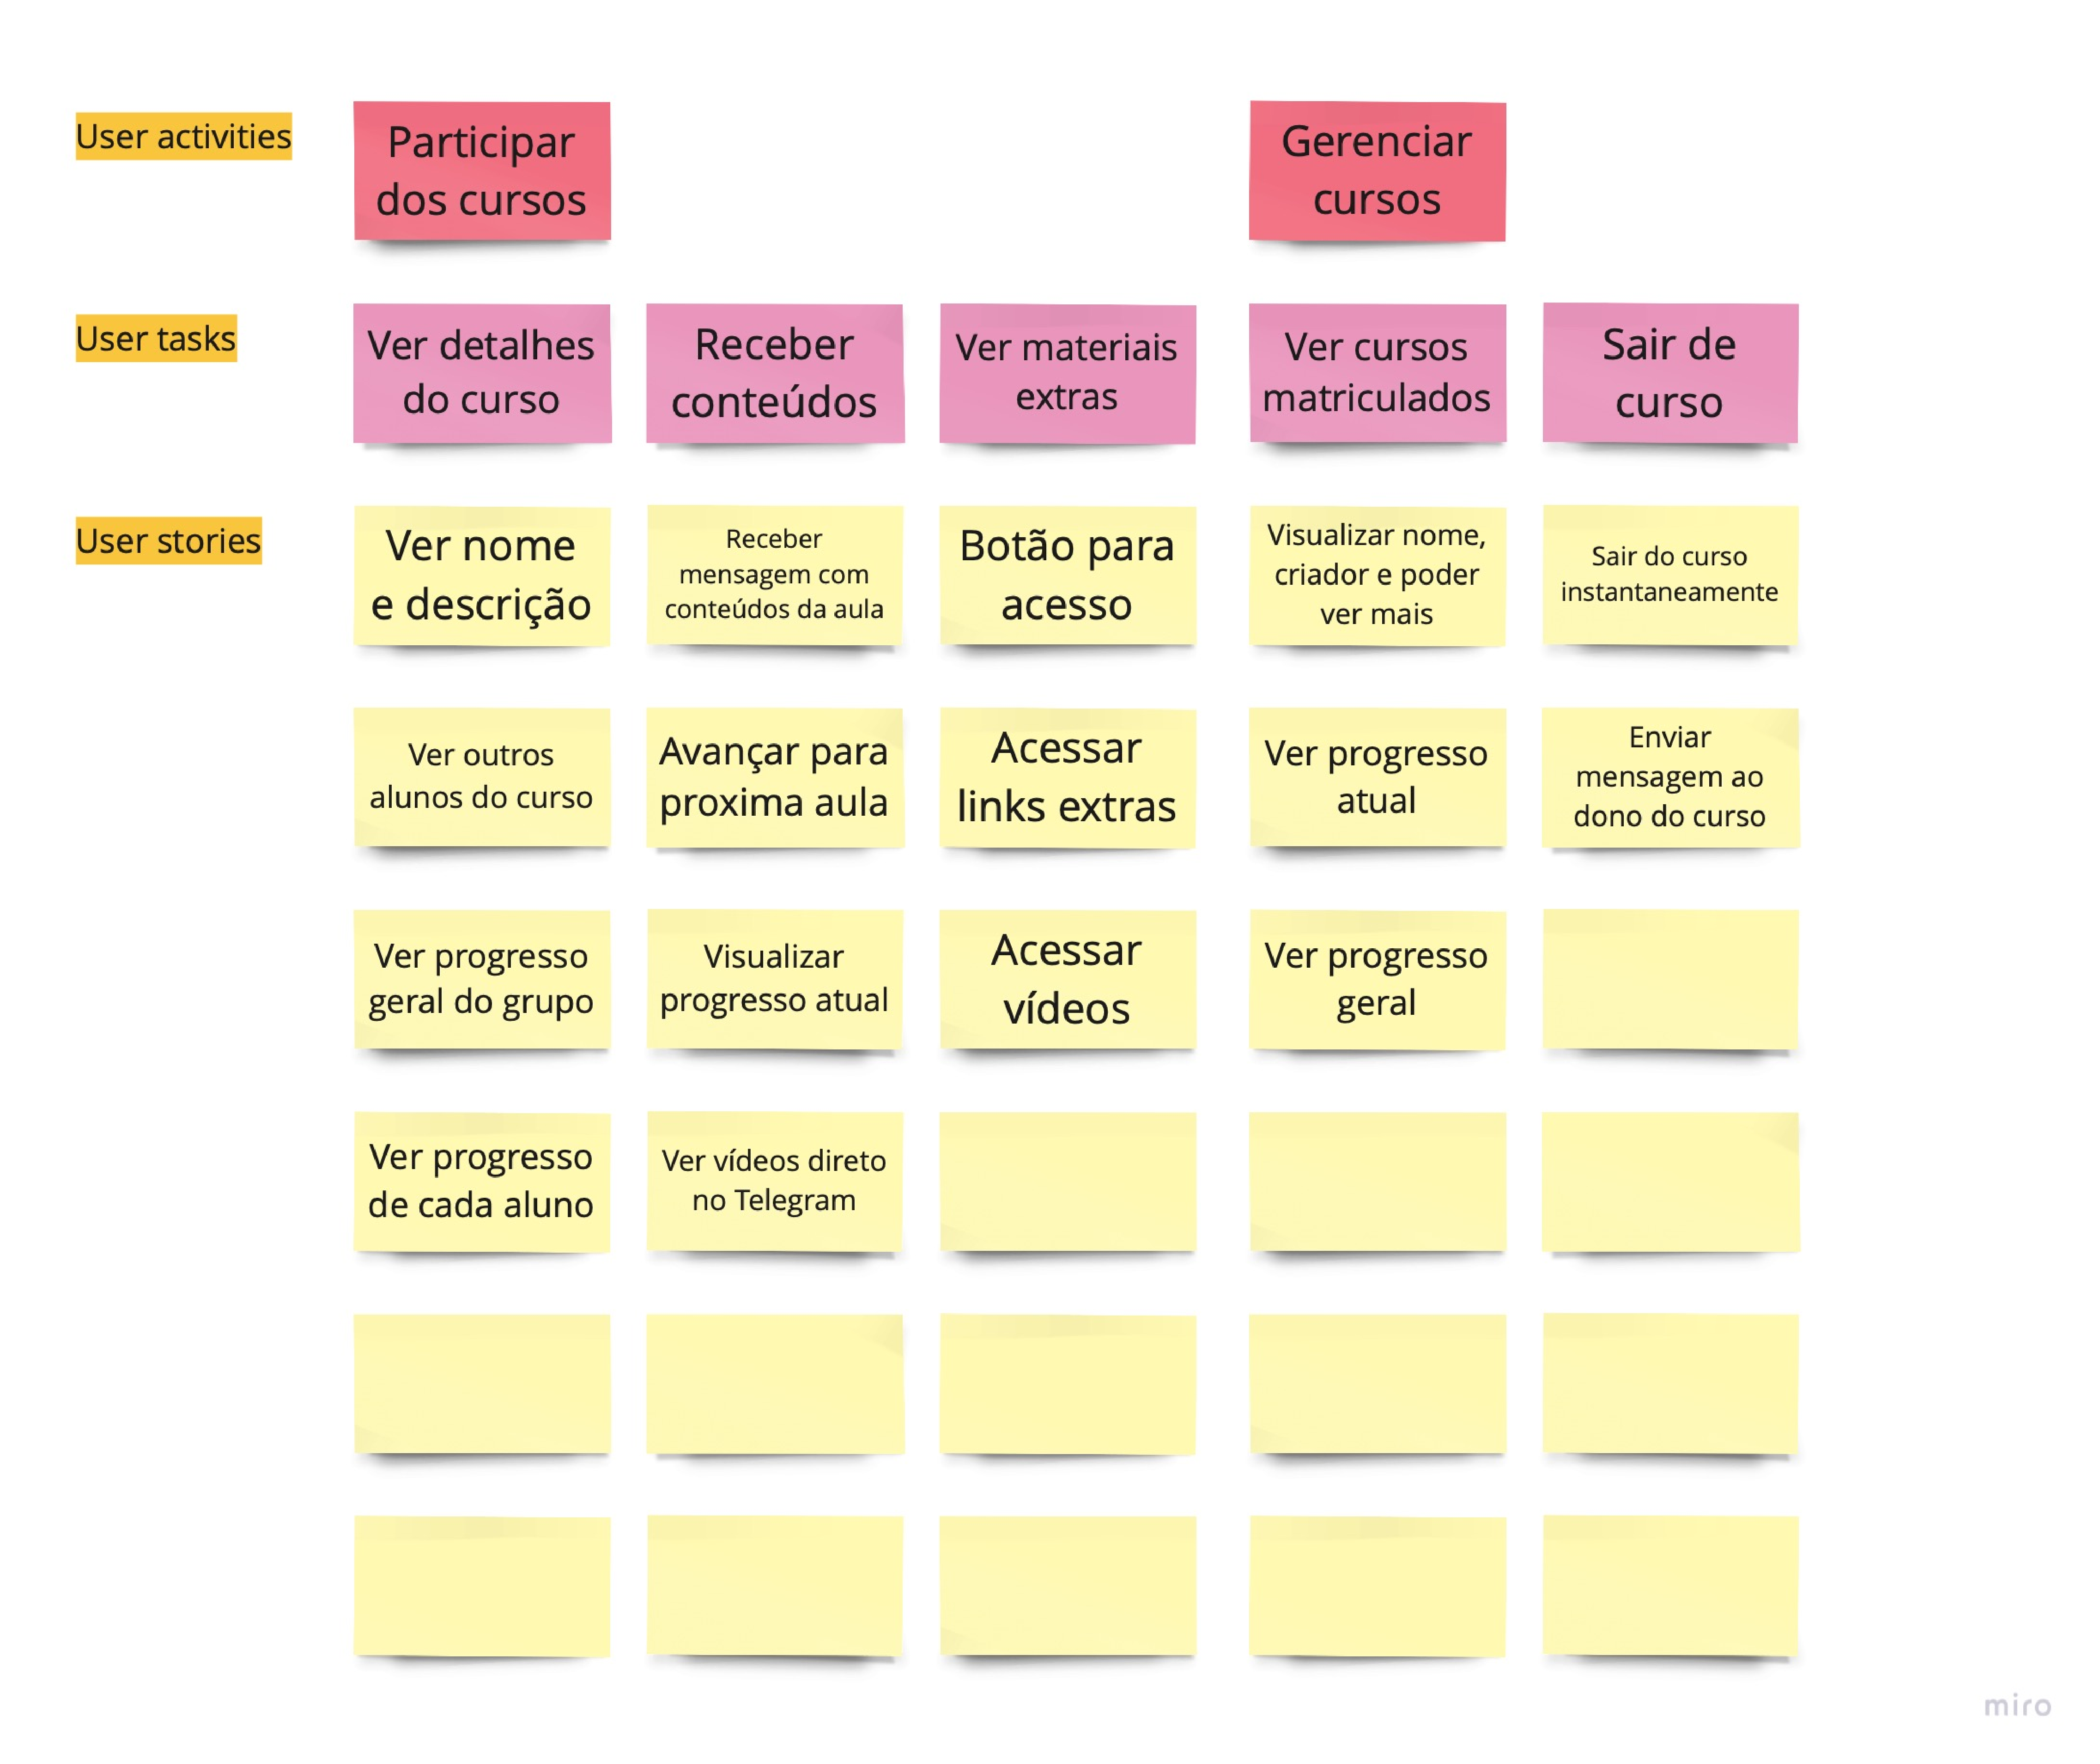 User activities
Participar
dos cursos
Gerenciar
cursos
User tasks
Ver detalhes
do curso
Receber
conteúdos
Ver materiais
extras
Ver cursos
matriculados
Sair de
curso
User stories
Ver nome
e descrição
Receber
mensagem com
conteúdos da aula
Botão para
acesso
Visualizar nome,
criador e poder
ver mais
Sair do curso
instantaneamente
Ver outros
alunos do curso
Avançar para
proxima aula
Acessar
links extras
Ver progresso
atual
Enviar
mensagem ao
dono do curso
Ver progresso
geral do grupo
Visualizar
progresso atual
Acessar
vídeos
Ver progresso
geral
Ver progresso
de cada aluno
Ver vídeos direto
no Telegram
miro